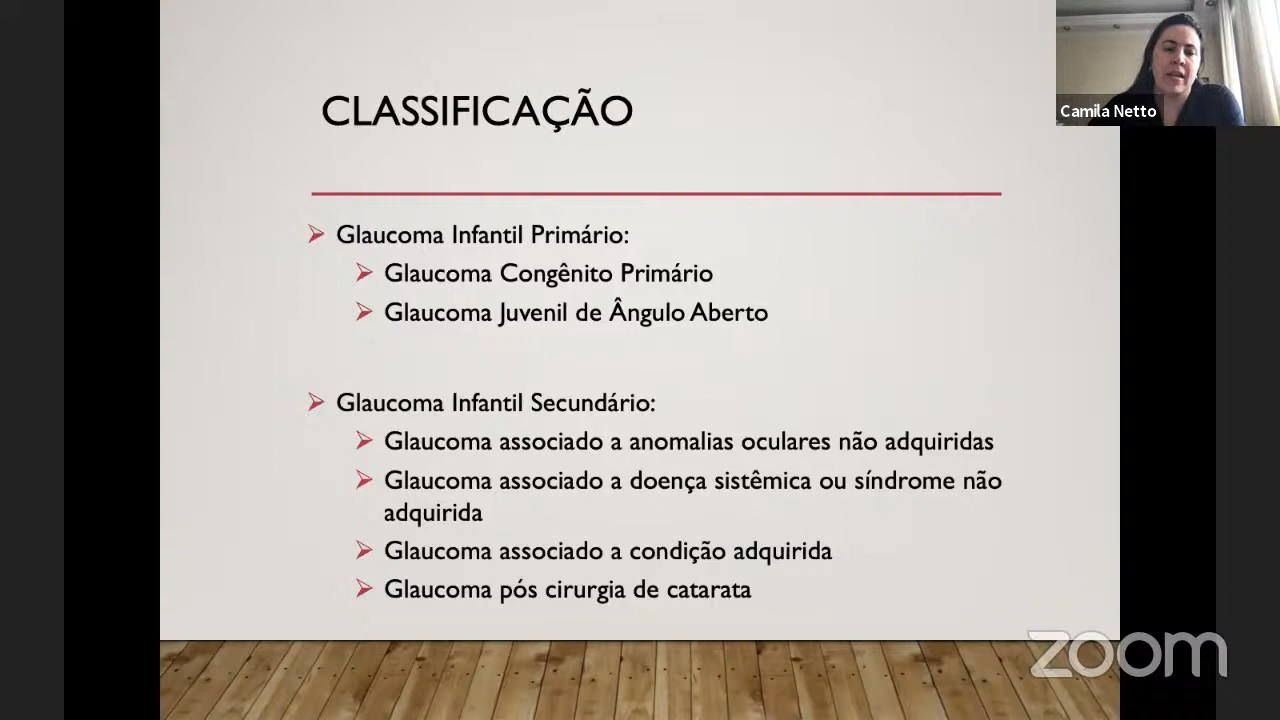 CLASSIFICAÇÃO
Camila Netto
Glaucoma Infantil Primário:
Glaucoma Congênito Primário
Glaucoma Juvenil de Ângulo Aberto
Glaucoma Infantil Secundário:
Glaucoma associado a anomalias oculares não adquiridas
Glaucoma associado a doença sistêmica ou síndrome não
adquirida
Glaucoma associado a condição adquirida
Glaucoma pós cirurgia de catarata
zoom